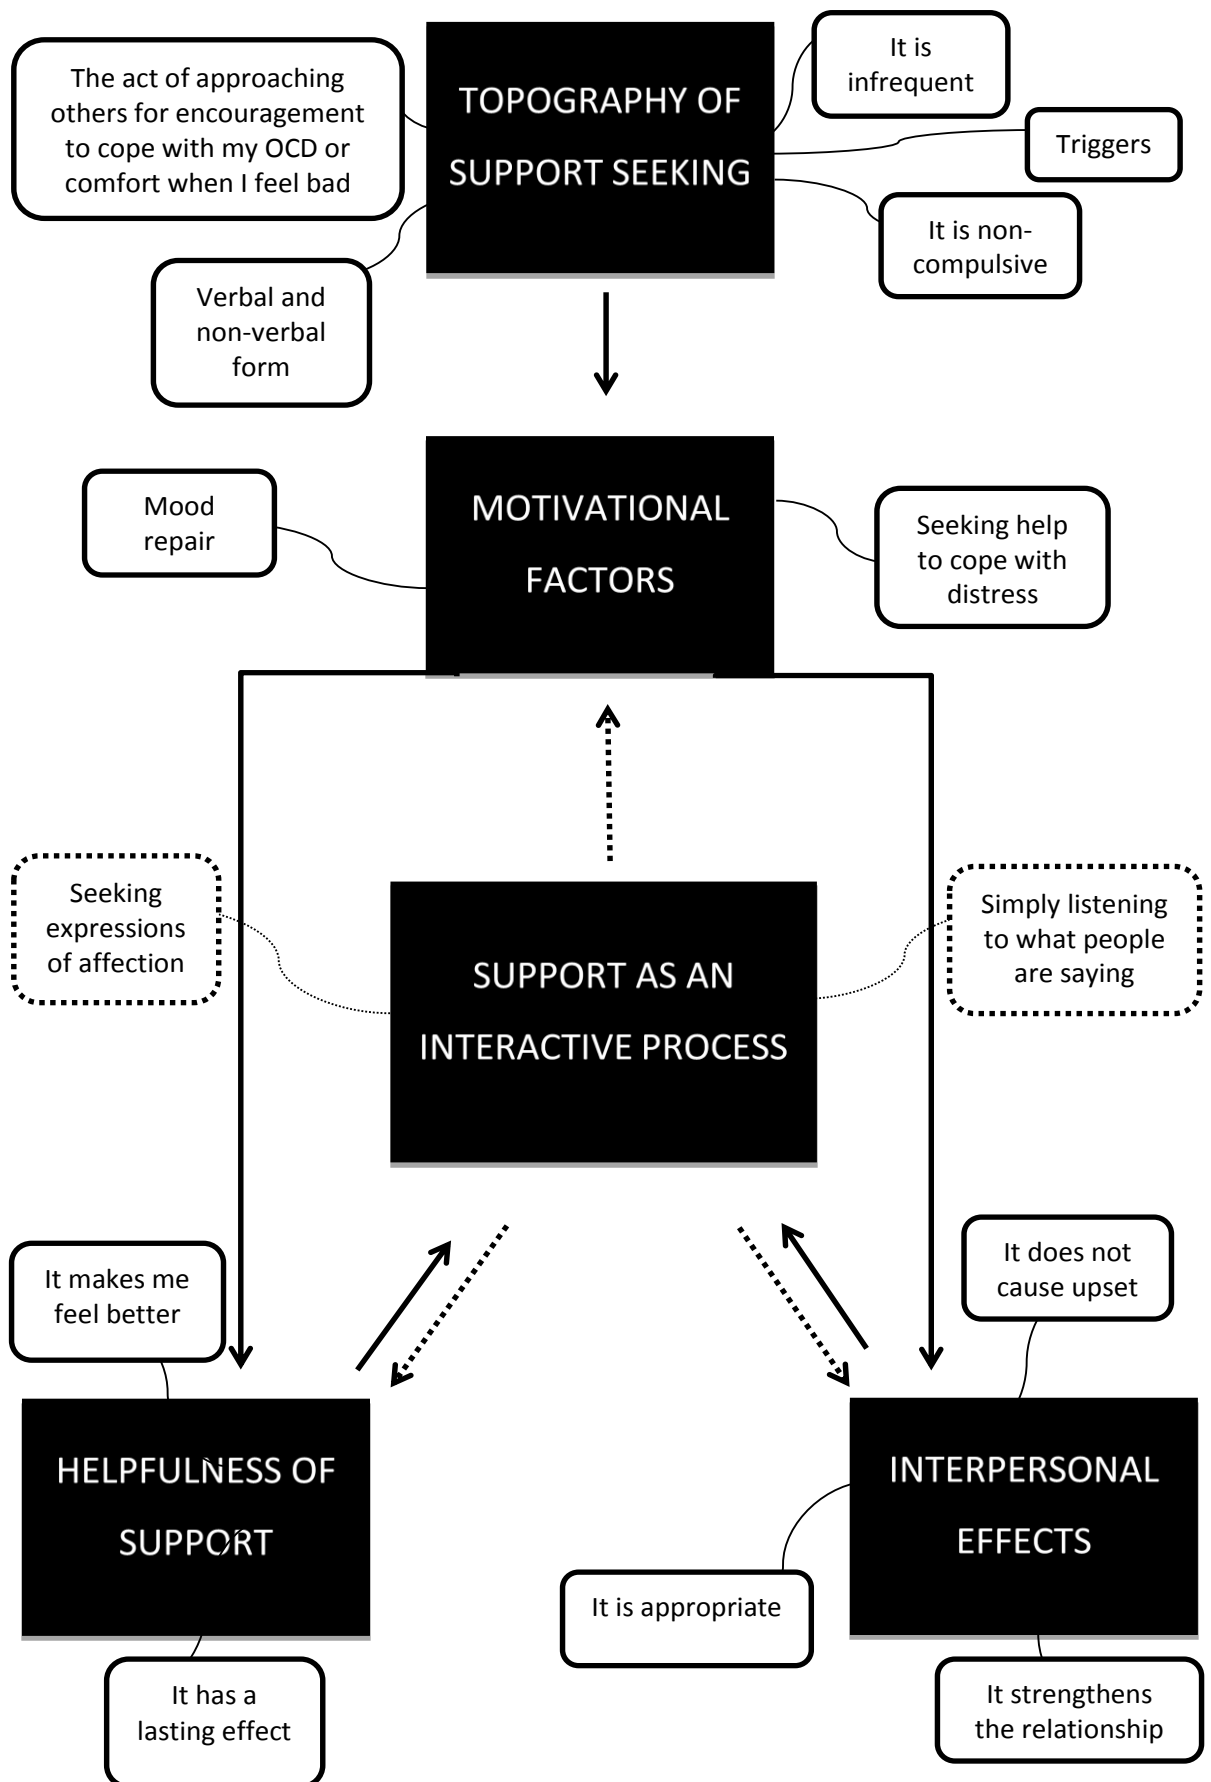 The act of approaching
others for encouragement
to cope with my OCD or
comfort when I feel bad
TOPOGRAPHY OF
SUPPORT SEEKING
It is
infrequent
Triggers
It is non-
compulsive
Verbal and
non-verbal
form
MOTIVATIONAL
FACTORS
Mood
repair
Seeking help
to cope with
distress
Seeking
expressions
of affection
SUPPORT AS AN
INTERACTIVE PROCESS
Simply listening
to what people
are saying
It makes me
feel better
It does not
cause upset
HELPFULNESS OF
SUPPORT
INTERPERSONAL
EFFECTS
It is appropriate
It has a
lasting effect
It strengthens
the relationship